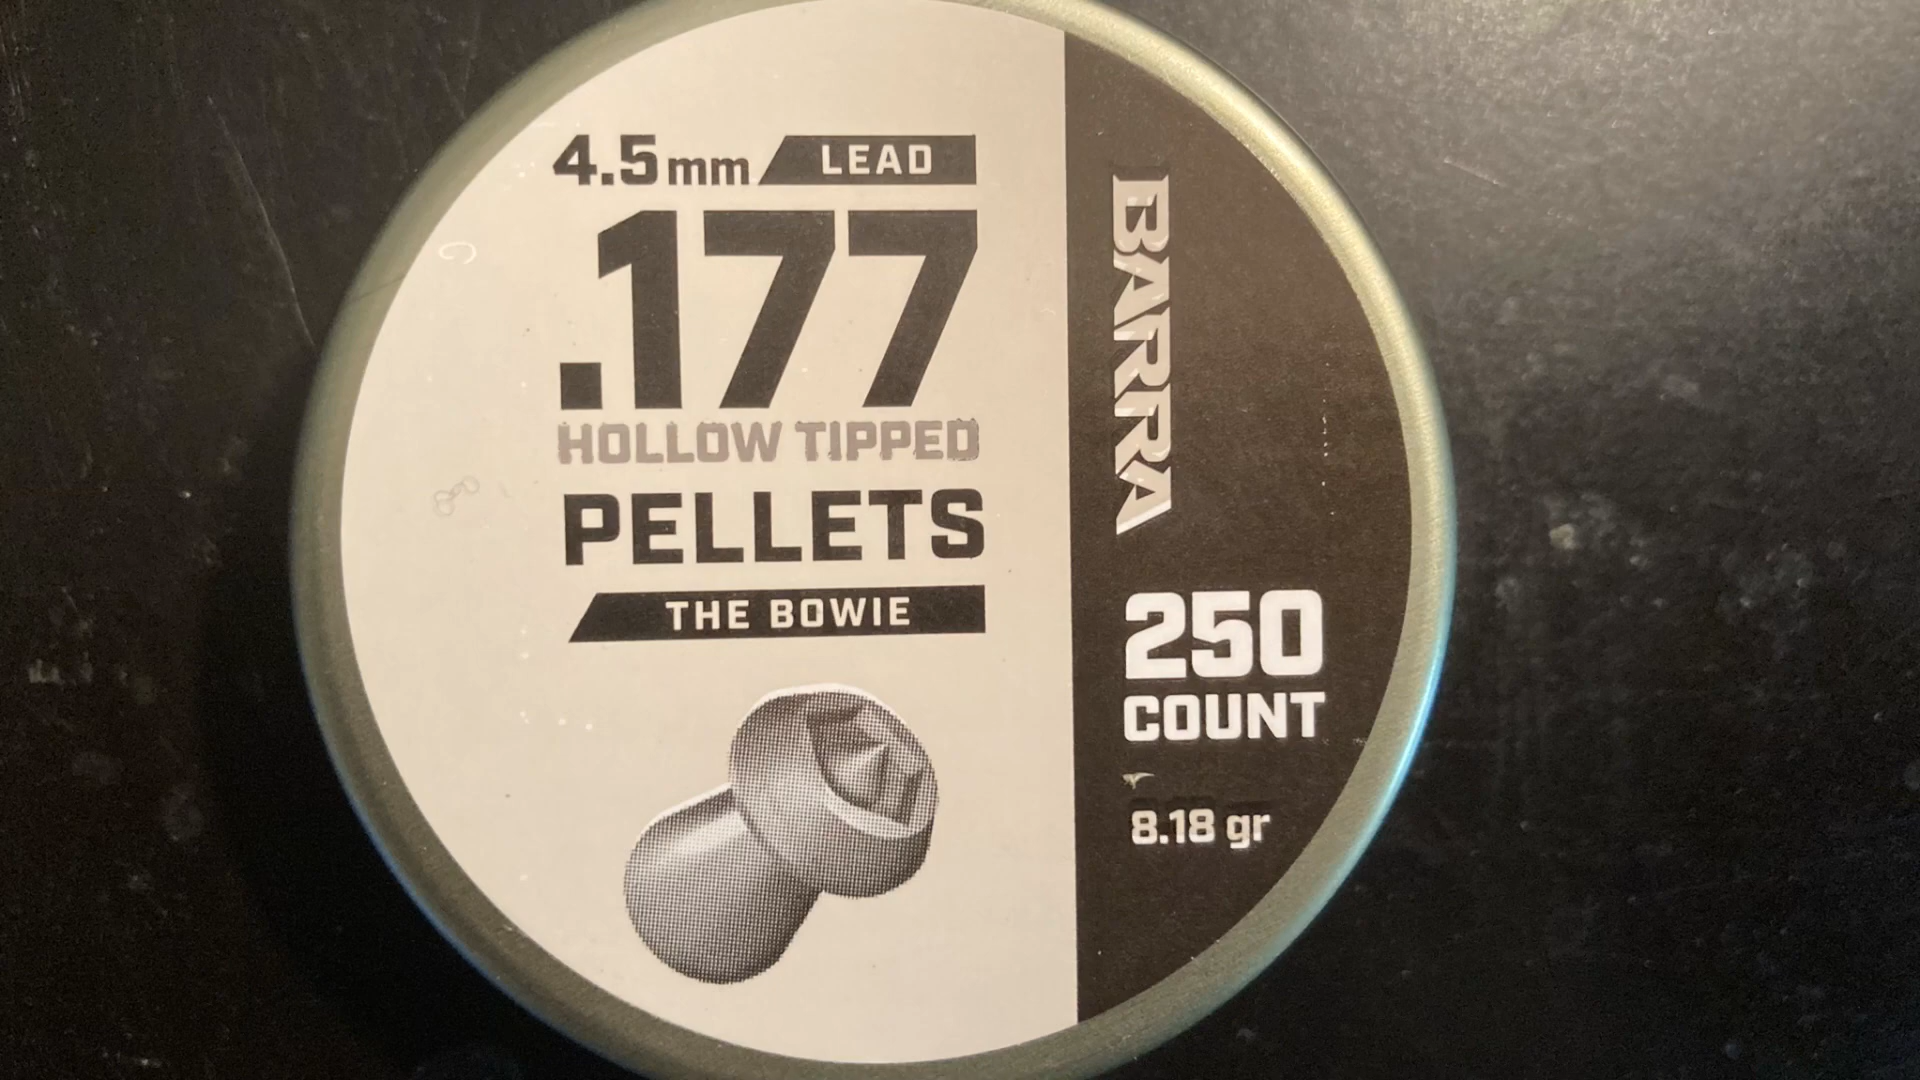 4.5mm LEAD
.177
HOLLOW TIPPED
PELLETS
THE BOWIE
BARRA
250
COUNT
8.18 gr